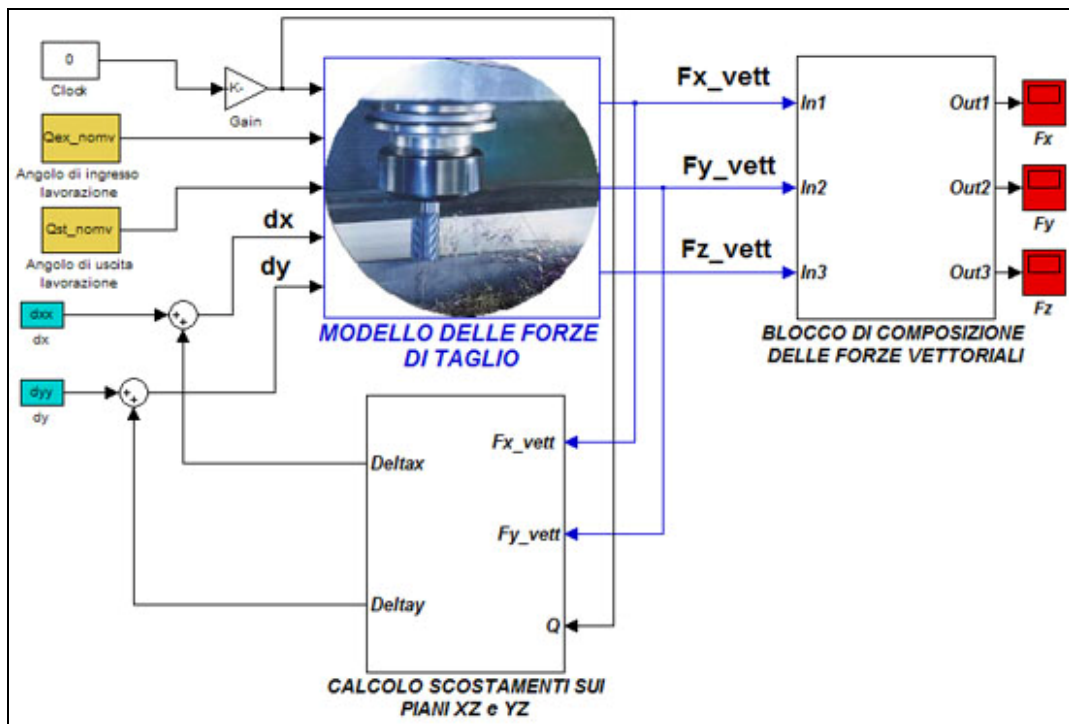 0
Clock
K-
Gain
Qex_nomv
Angolo di ingresso
lavorazione
Qst_nomv
Angolo di uscita
lavorazione
dx
dy
dxx
dx
dyy
dy
MODELLO DELLE FORZE
DI TAGLIO
Fx_vett
Fy_vett
Fz_vett
In1
In2
In3
Out1
Out2
Out3
Fx
Fy
Fz
BLOCCO DI COMPOSIZIONE
DELLE FORZE VETTORIALI
Fx_vett
Deltax
Fy_vett
Deltay
Q
CALCOLO SCOSTAMENTI SUI
PIANI XZ e YZ